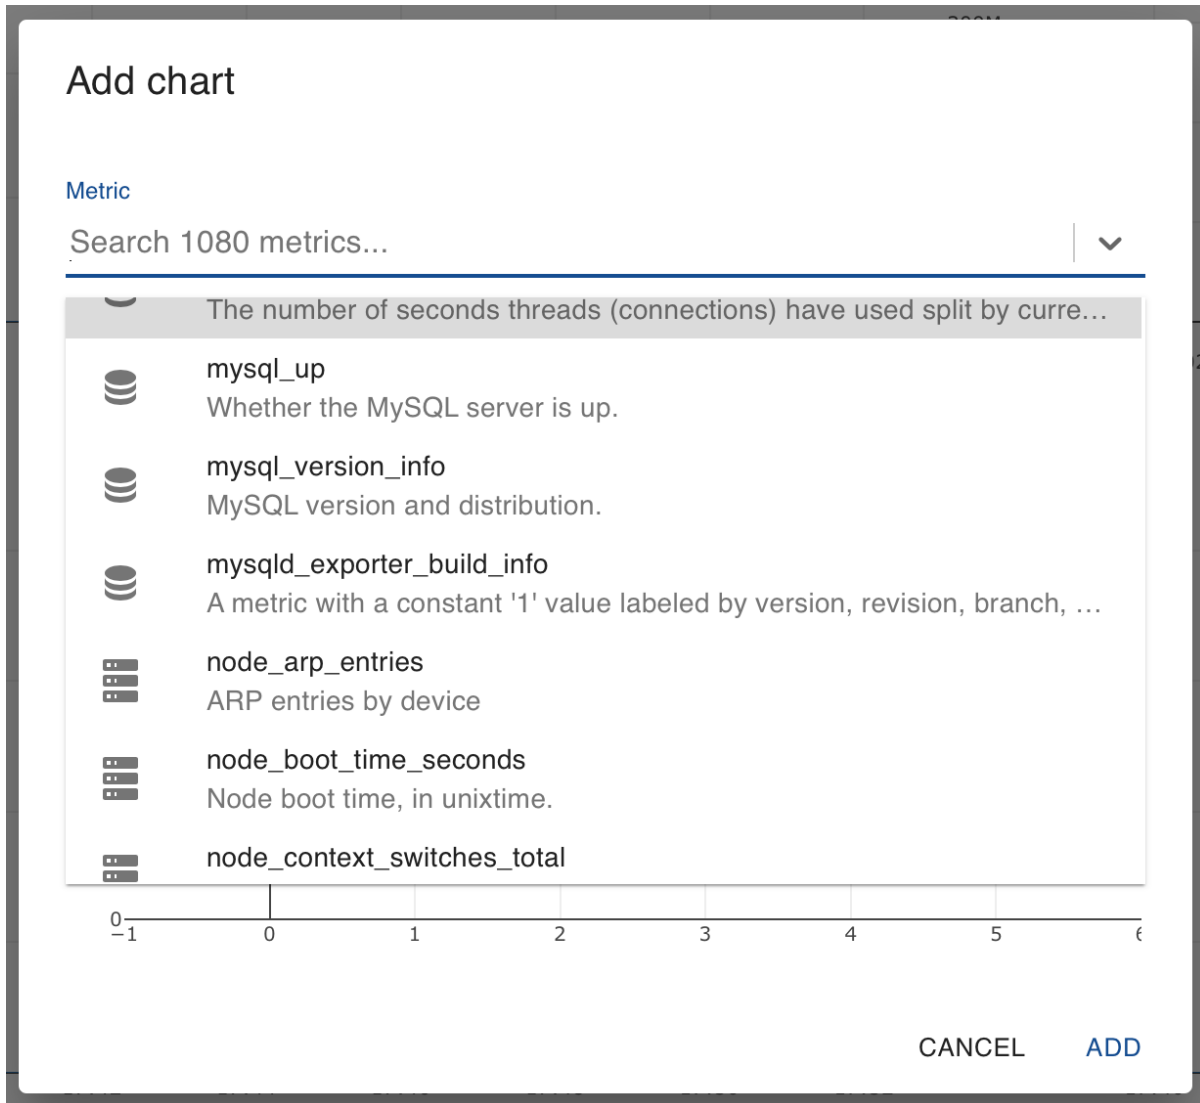 Add chart
Metric
Search 1080 metrics...
The number of seconds threads (connections) have used split by curre...
mysql_up
Whether the MySQL server is up.
mysql_version_info
MySQL version and distribution.
mysqld_exporter_build_info
A metric with a constant '1' value labeled by version, revision, branch, ...
node_arp_entries
ARP entries by device
node_boot_time_seconds
Node boot time, in unixtime.
node_context_switches_total
0
−1 0 1 2 3 4 5
CANCEL ADD